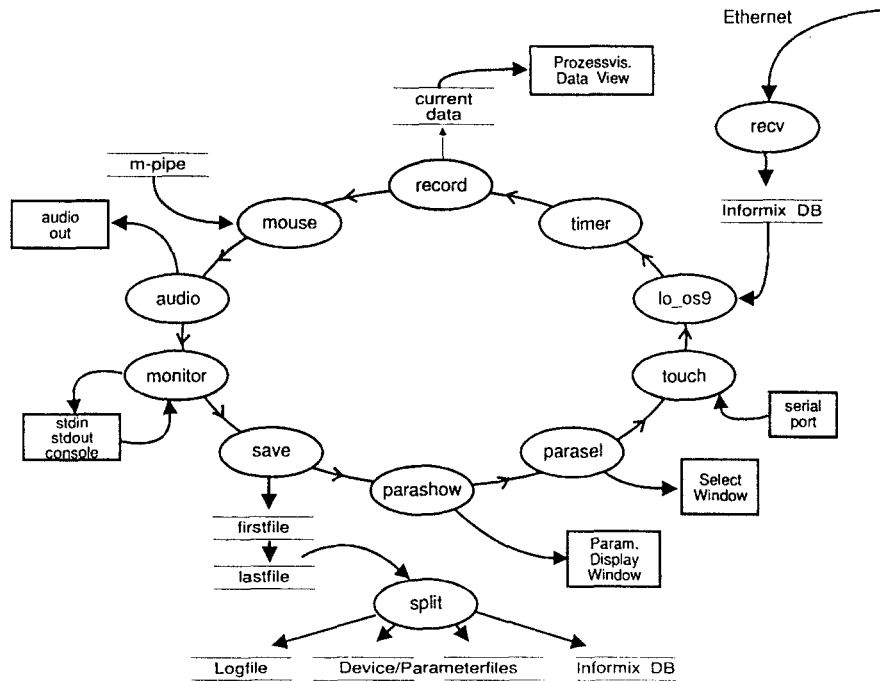 Ethernet
Prozessvis.
Data View
current
data
recv
m-pipe
record
Informix DB
audio
out
mouse
timer
audio
lo_os9
monitor
touch
stdin
stdout
console
serial
port
save
parasel
parashow
Select
Window
firstfile
Param.
Display
Window
lastfile
split
Logfile
Device/Parameterfiles
Informix DB